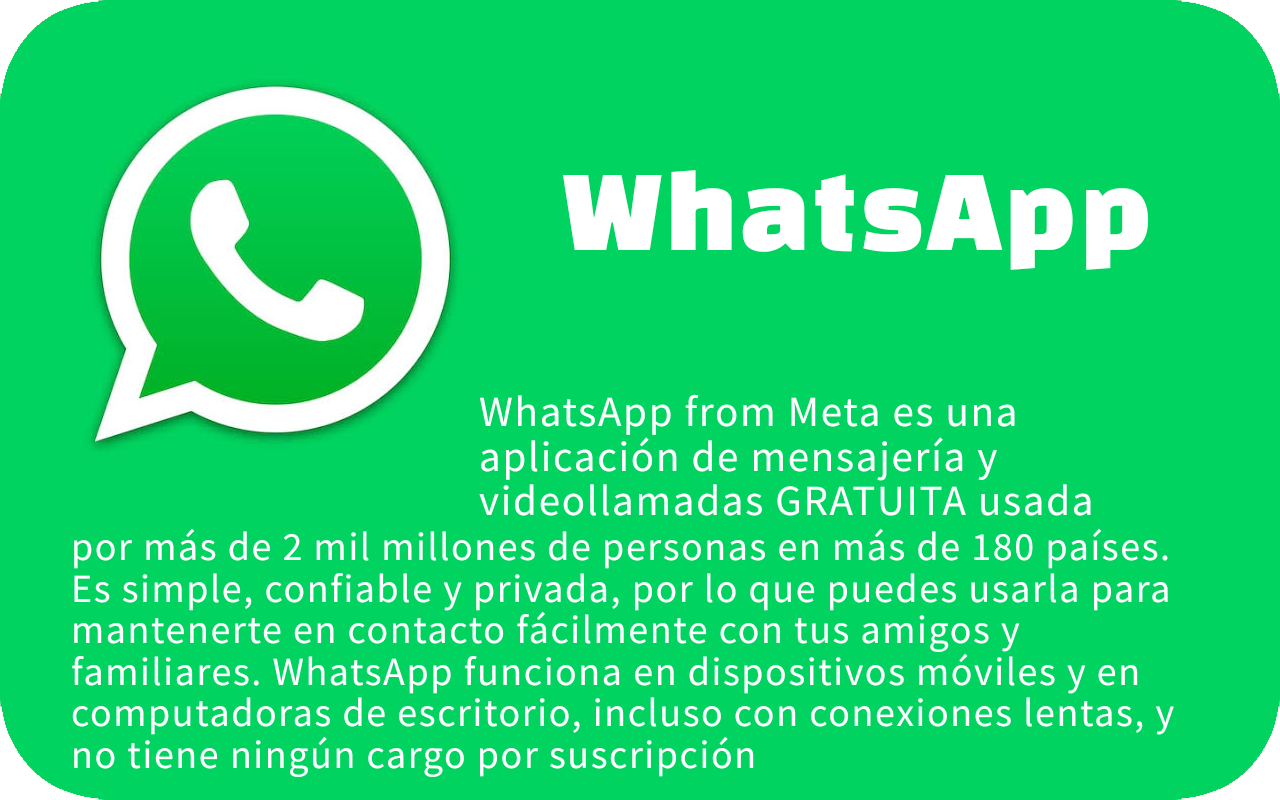 WhatsApp
WhatsApp from Meta es una
aplicación de mensajería y
videollamadas GRATUITA usada
por más de 2 mil millones de personas en más de 180 países.
Es simple, confiable y privada, por lo que puedes usarla para
mantenerte en contacto fácilmente con tus amigos y
familiares. WhatsApp funciona en dispositivos móviles y en
computadoras de escritorio, incluso con conexiones lentas, y
no tiene ningún cargo por suscripción